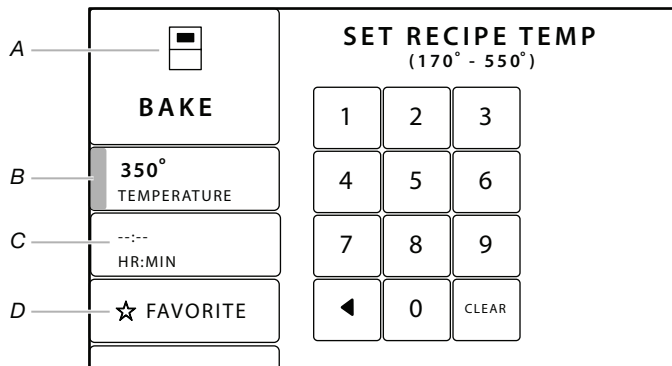 A
BAKE
SET RECIPE TEMP
(170° - 550°)
B
350°
TEMPERATURE
C
--:--
HR:MIN
D
☆ FAVORITE
1 2 3
4 5 6
7 8 9
◀ 0 CLEAR